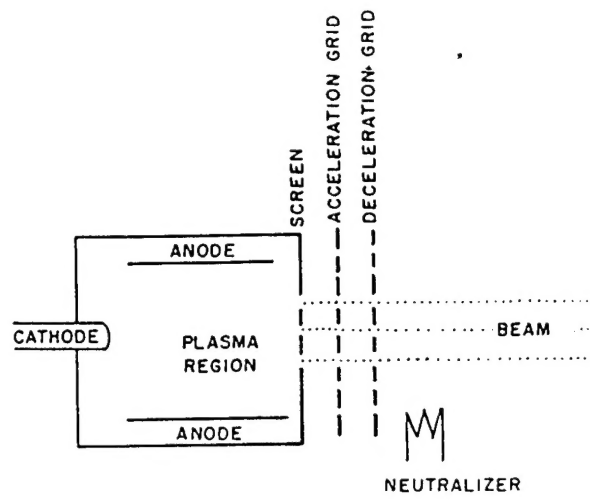 SCREEN
ACCELERATION GRID
DECELERATION GRID
ANODE
CATHODE
PLASMA
REGION
BEAM
ANODE
NEUTRALIZER